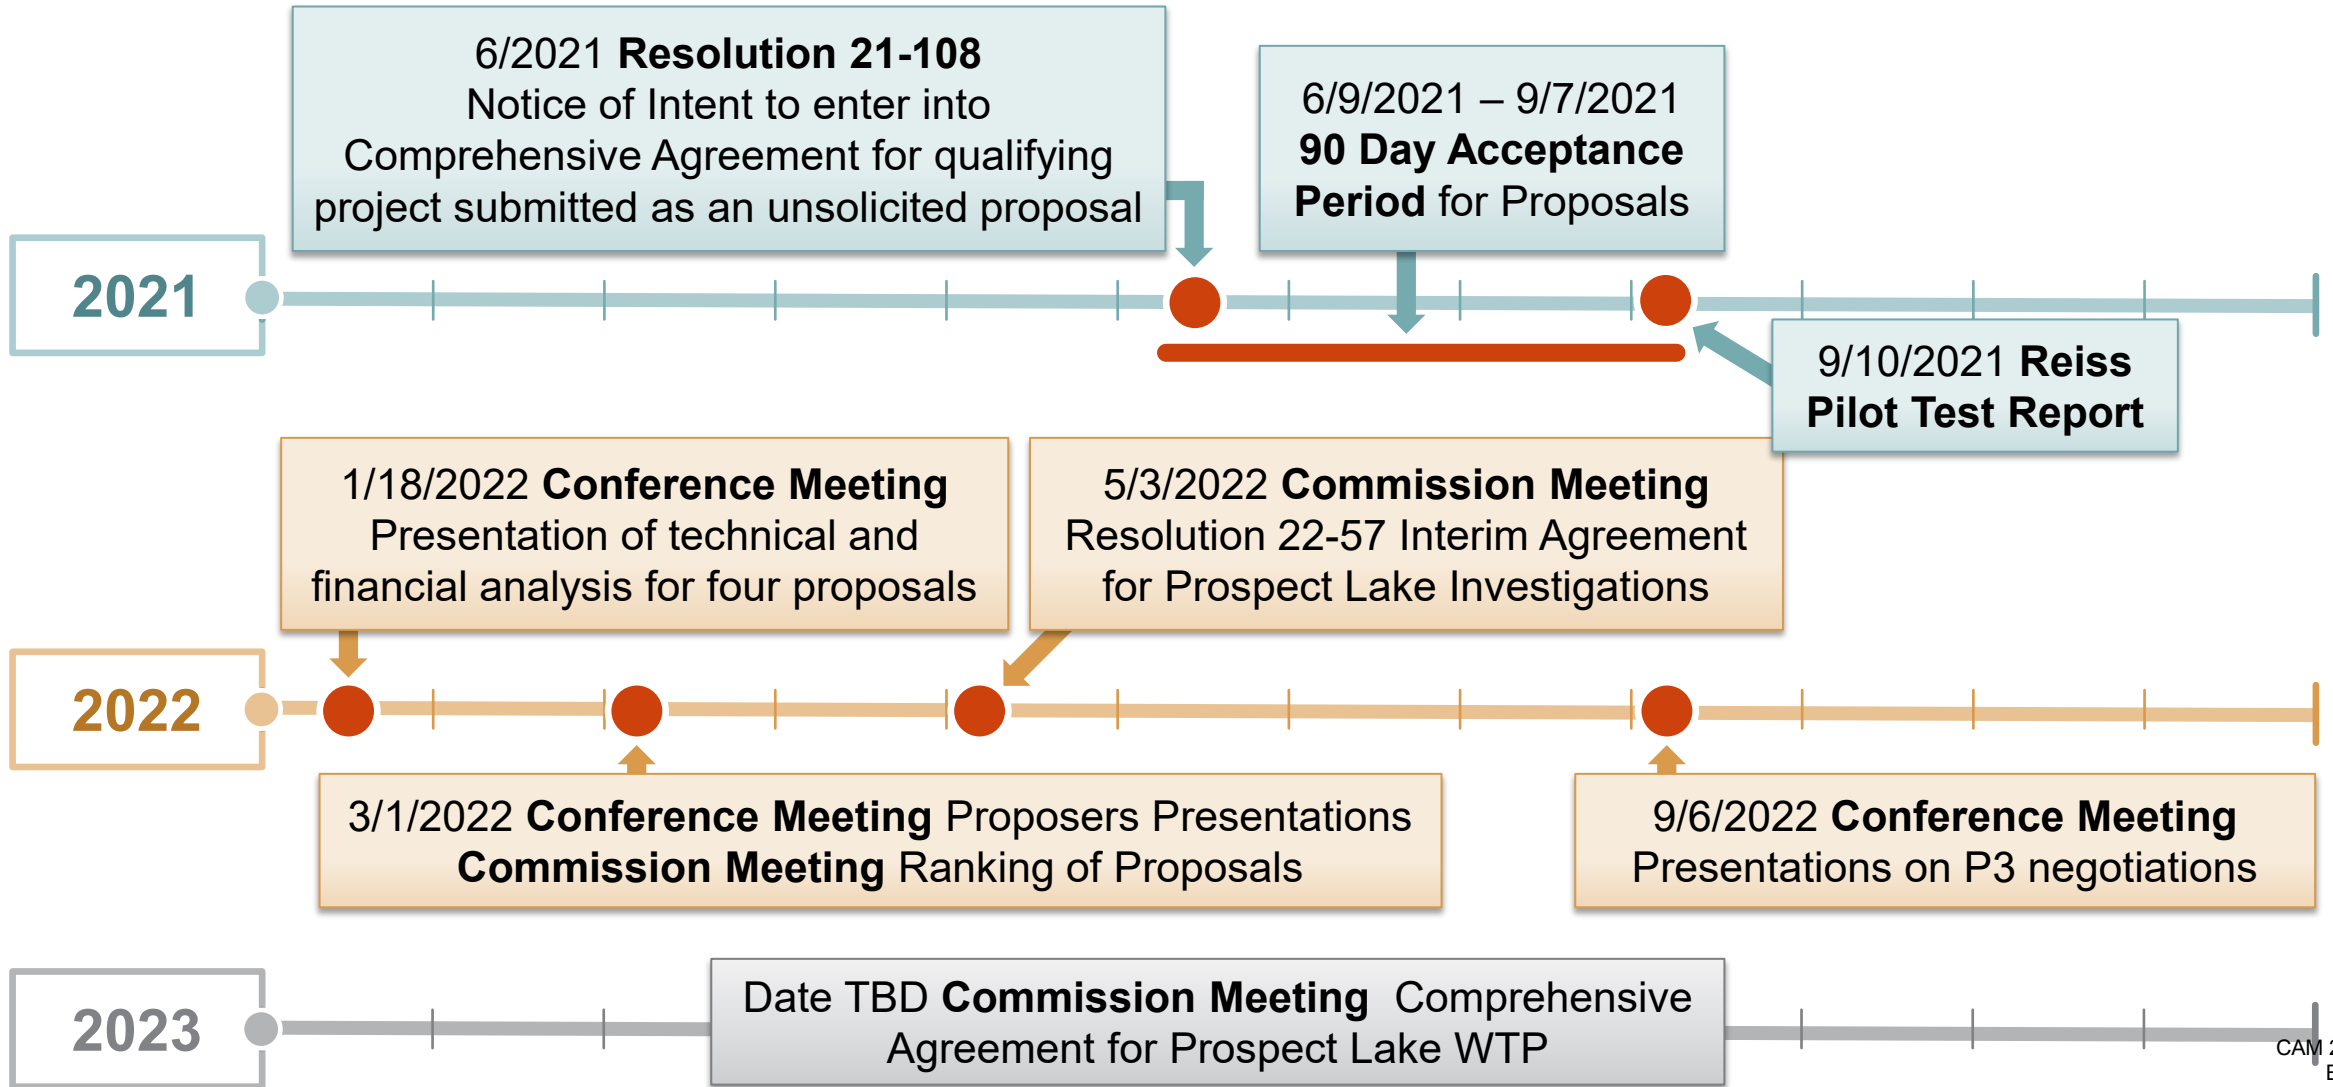 6/2021 Resolution 21-108
Notice of Intent to enter into
Comprehensive Agreement for qualifying
project submitted as an unsolicited proposal
6/9/2021 – 9/7/2021
90 Day Acceptance
Period for Proposals
2021
9/10/2021 Reiss
Pilot Test Report
1/18/2022 Conference Meeting
Presentation of technical and
financial analysis for four proposals
5/3/2022 Commission Meeting
Resolution 22-57 Interim Agreement
for Prospect Lake Investigations
2022
3/1/2022 Conference Meeting Proposers Presentations
Commission Meeting Ranking of Proposals
9/6/2022 Conference Meeting
Presentations on P3 negotiations
2023
Date TBD Commission Meeting Comprehensive
Agreement for Prospect Lake WTP
CAM